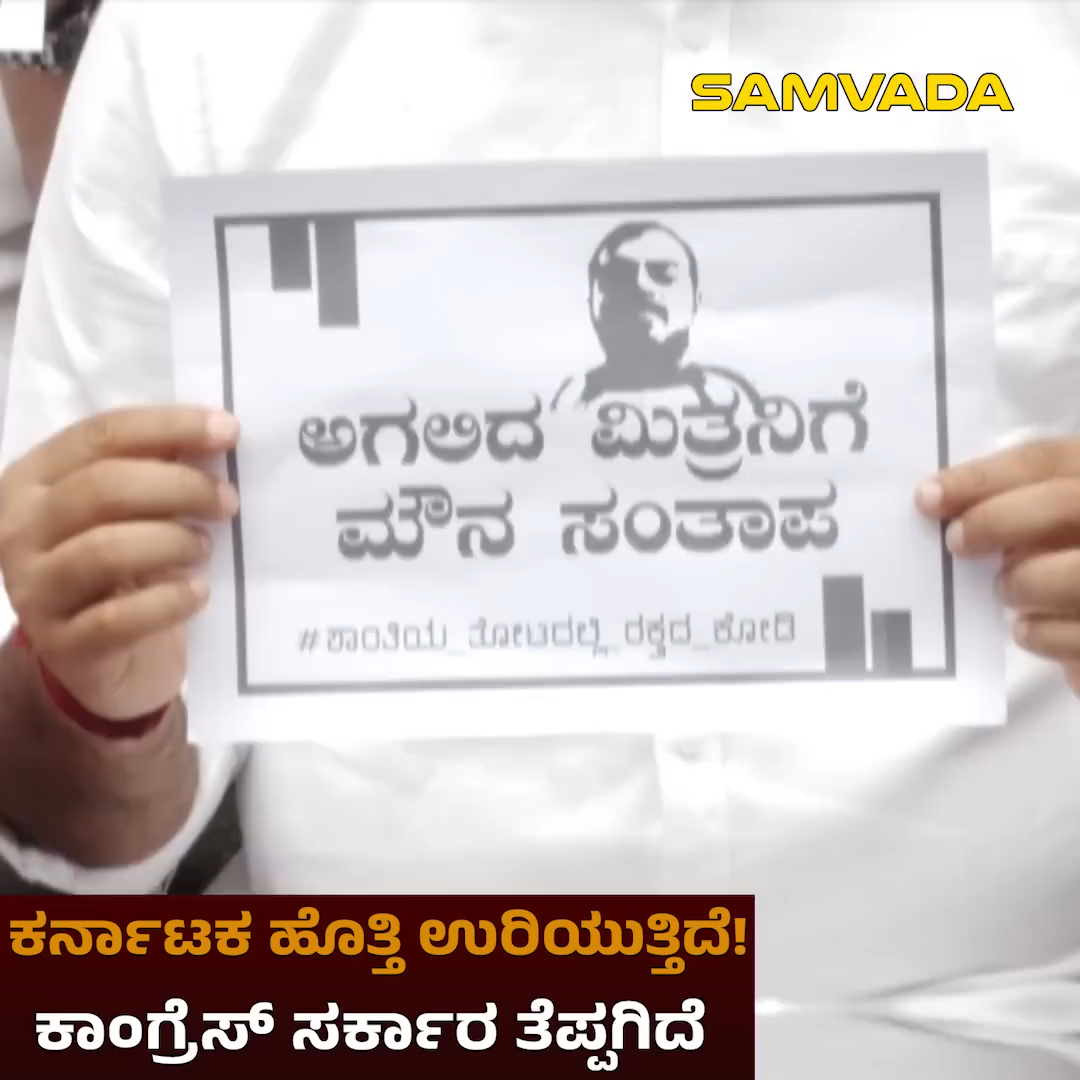 SAMVADA
ಅಗಲಿದ ಮಿತ್ರನಿಗೆ
ಮೌನ ಸಂತಾಪ
#ಶಾಂತಿಯ_ತೋಟದಲ್ಲಿ_ರಕ್ತದ_ಕೋಡಿ
ಕರ್ನಾಟಕ ಹೊತ್ತಿ ಉರಿಯುತ್ತಿದೆ!
ಕಾಂಗ್ರೆಸ್ ಸರ್ಕಾರ ತೆಪ್ಪಗಿದೆ